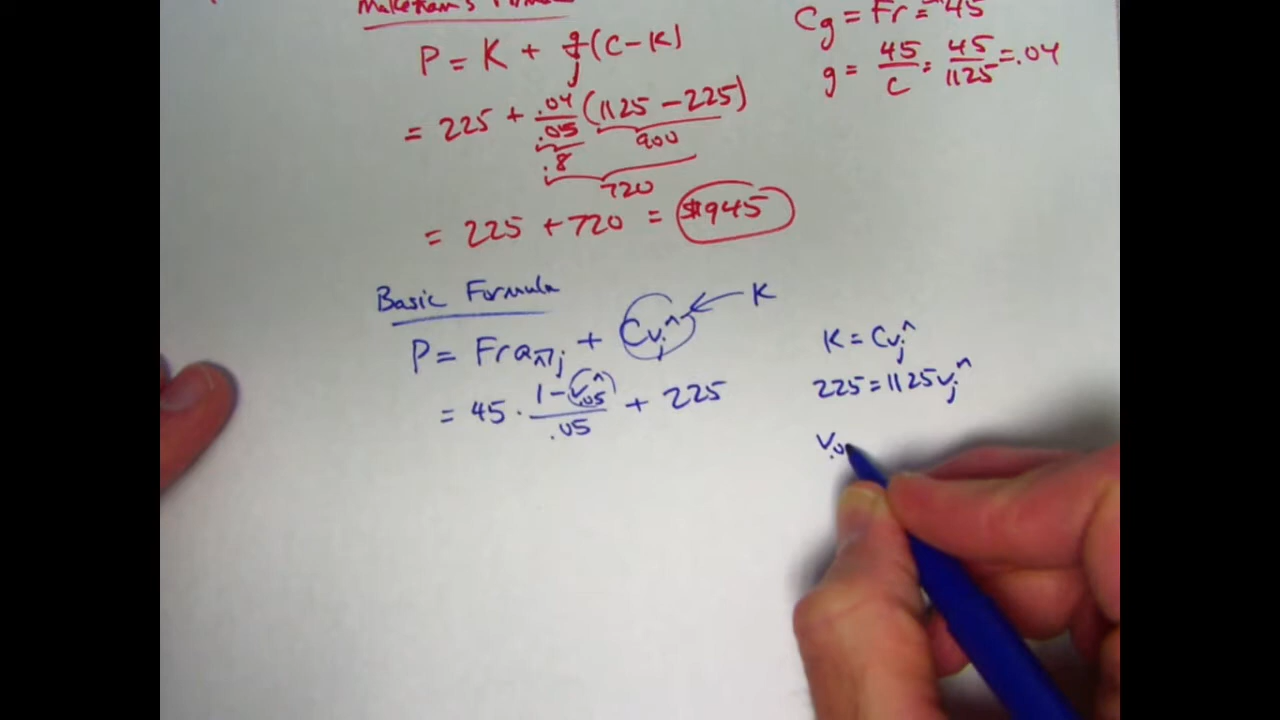 Makeham's Formula
P = K + g/j (C − K)
= 225 + .04/.05 (1125 − 225)
.8 900
720
= 225 + 720 = $945
Cg = Fr = 45
g = 45/C = 45/1125 = .04
Basic Formula
P = Fr a_n̅|j + Cv_j^n ← K
= 45 · (1 − v_.05^n)/.05 + 225
K = Cv_j^n
225 = 1125 v_j^n
v.0